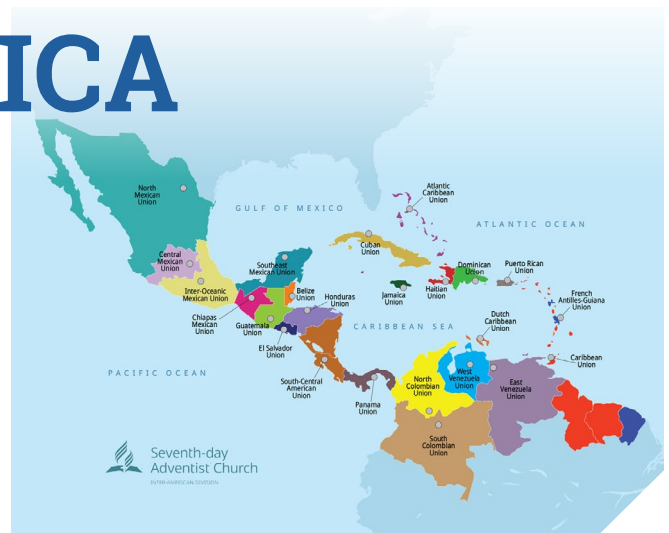 ICA
North
Mexican
Union
GULF OF MEXICO
Atlantic
Caribbean
Union
ATLANTIC OCEAN
Central
Mexican
Union
Southeast
Mexican Union
Cuban
Union
Dominican
Union
Puerto Rican
Union
Inter-Oceanic
Mexican Union
Belize
Union
Honduras
Union
Jamaica
Union
Haitian
Union
French
Antilles-Guiana
Union
Chiapas
Mexican
Union
Guatemala
Union
CARIBBEAN SEA
Dutch
Caribbean
Union
El Salvador
Union
Caribbean
Union
PACIFIC OCEAN
South-Central
American
Union
Panama
Union
North
Colombian
Union
West
Venezuela
Union
East
Venezuela
Union
South
Colombian
Union
Seventh-day
Adventist Church
INTER-AMERICAN DIVISION